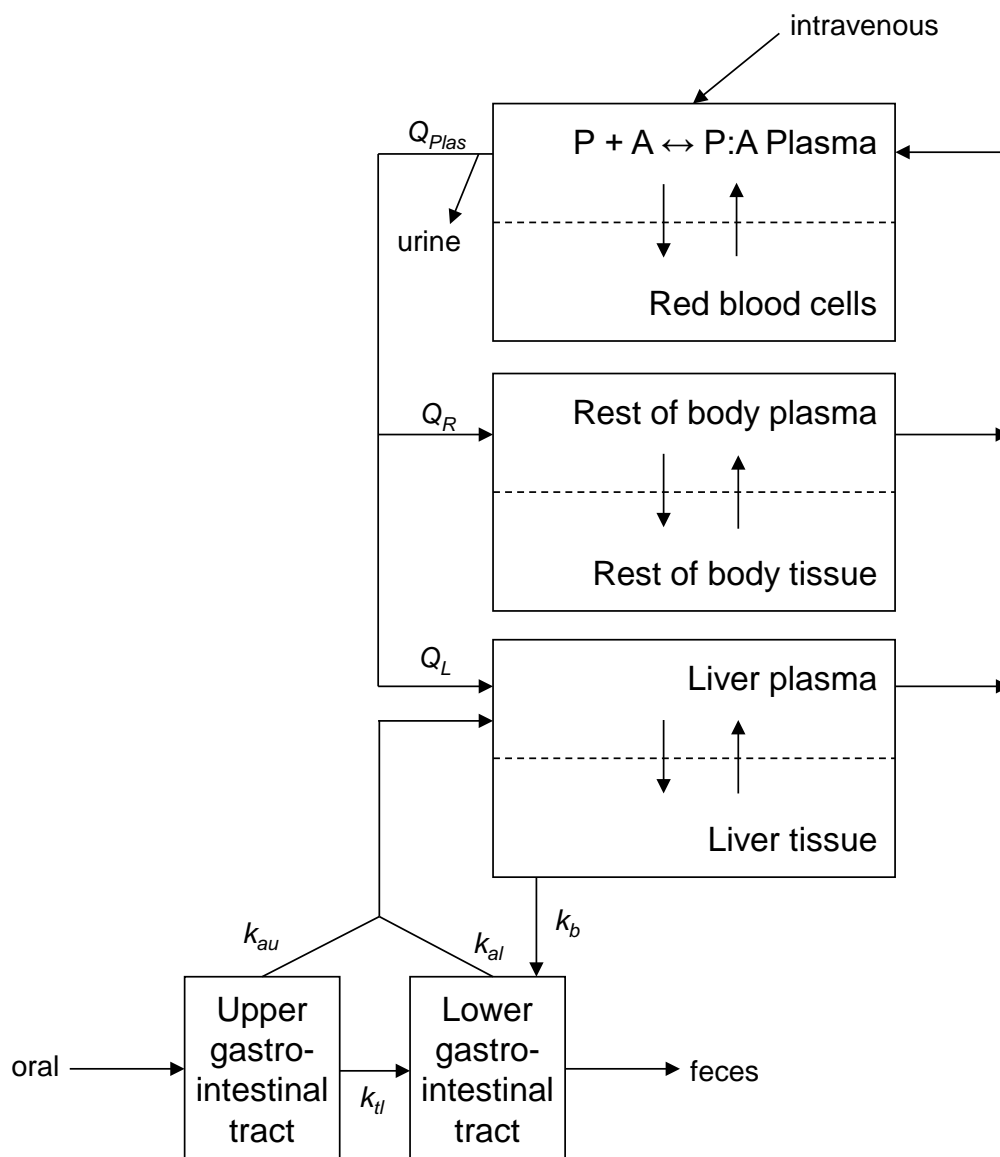 intravenous
Q_Plas
P + A ↔ P:A Plasma
urine
Red blood cells
Q_R
Rest of body plasma
Rest of body tissue
Q_L
Liver plasma
Liver tissue
k_au
k_al
k_b
Upper
gastro-
intestinal
tract
Lower
gastro-
intestinal
tract
oral
k_tl
feces